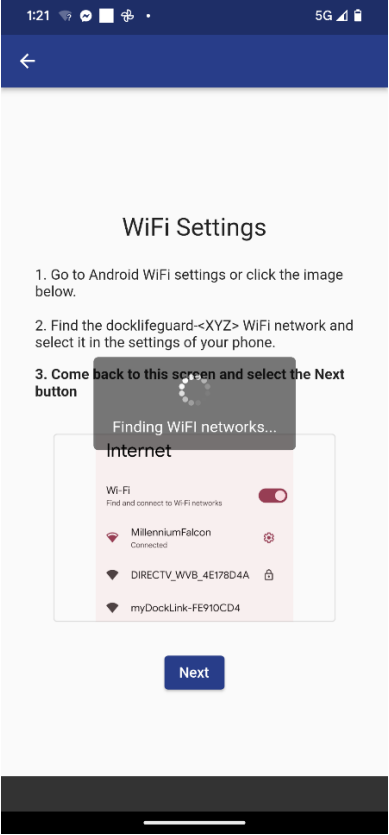 1:21
5G
WiFi Settings
1. Go to Android WiFi settings or click the image
below.
2. Find the docklifeguard-<XYZ> WiFi network and
select it in the settings of your phone.
3. Come back to this screen and select the Next
button
Finding WiFI networks...
Internet
Wi-Fi
Find and connect to Wi-Fi networks
MillenniumFalcon
Connected
DIRECTV_WVB_4E178D4A
myDockLink-FE910CD4
Next